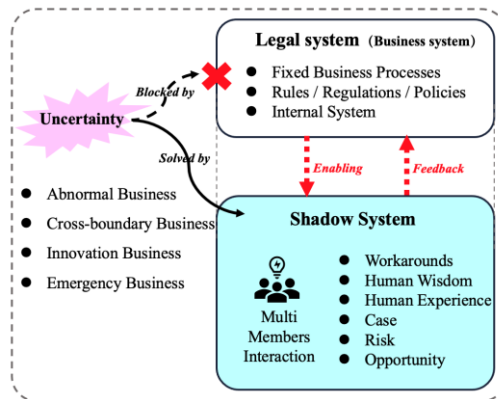 Legal system (Business system)
Fixed Business Processes
Rules / Regulations / Policies
Internal System
Blocked by
Uncertainty
Solved by
Enabling
Feedback
Abnormal Business
Cross-boundary Business
Innovation Business
Emergency Business
Shadow System
Multi
Members
Interaction
Workarounds
Human Wisdom
Human Experience
Case
Risk
Opportunity